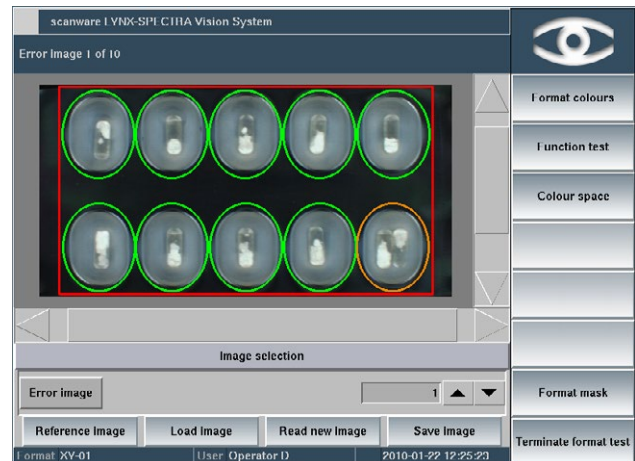 scanware LYNX-SPECTRA Vision System
Error Image 1 of 10
Format colours
Function test
Colour space
Image selection
Error image
1
Format mask
Reference Image
Load Image
Read new Image
Save Image
Terminate format test
Format XY-01
User Operator D
2010-01-22 12:25:23